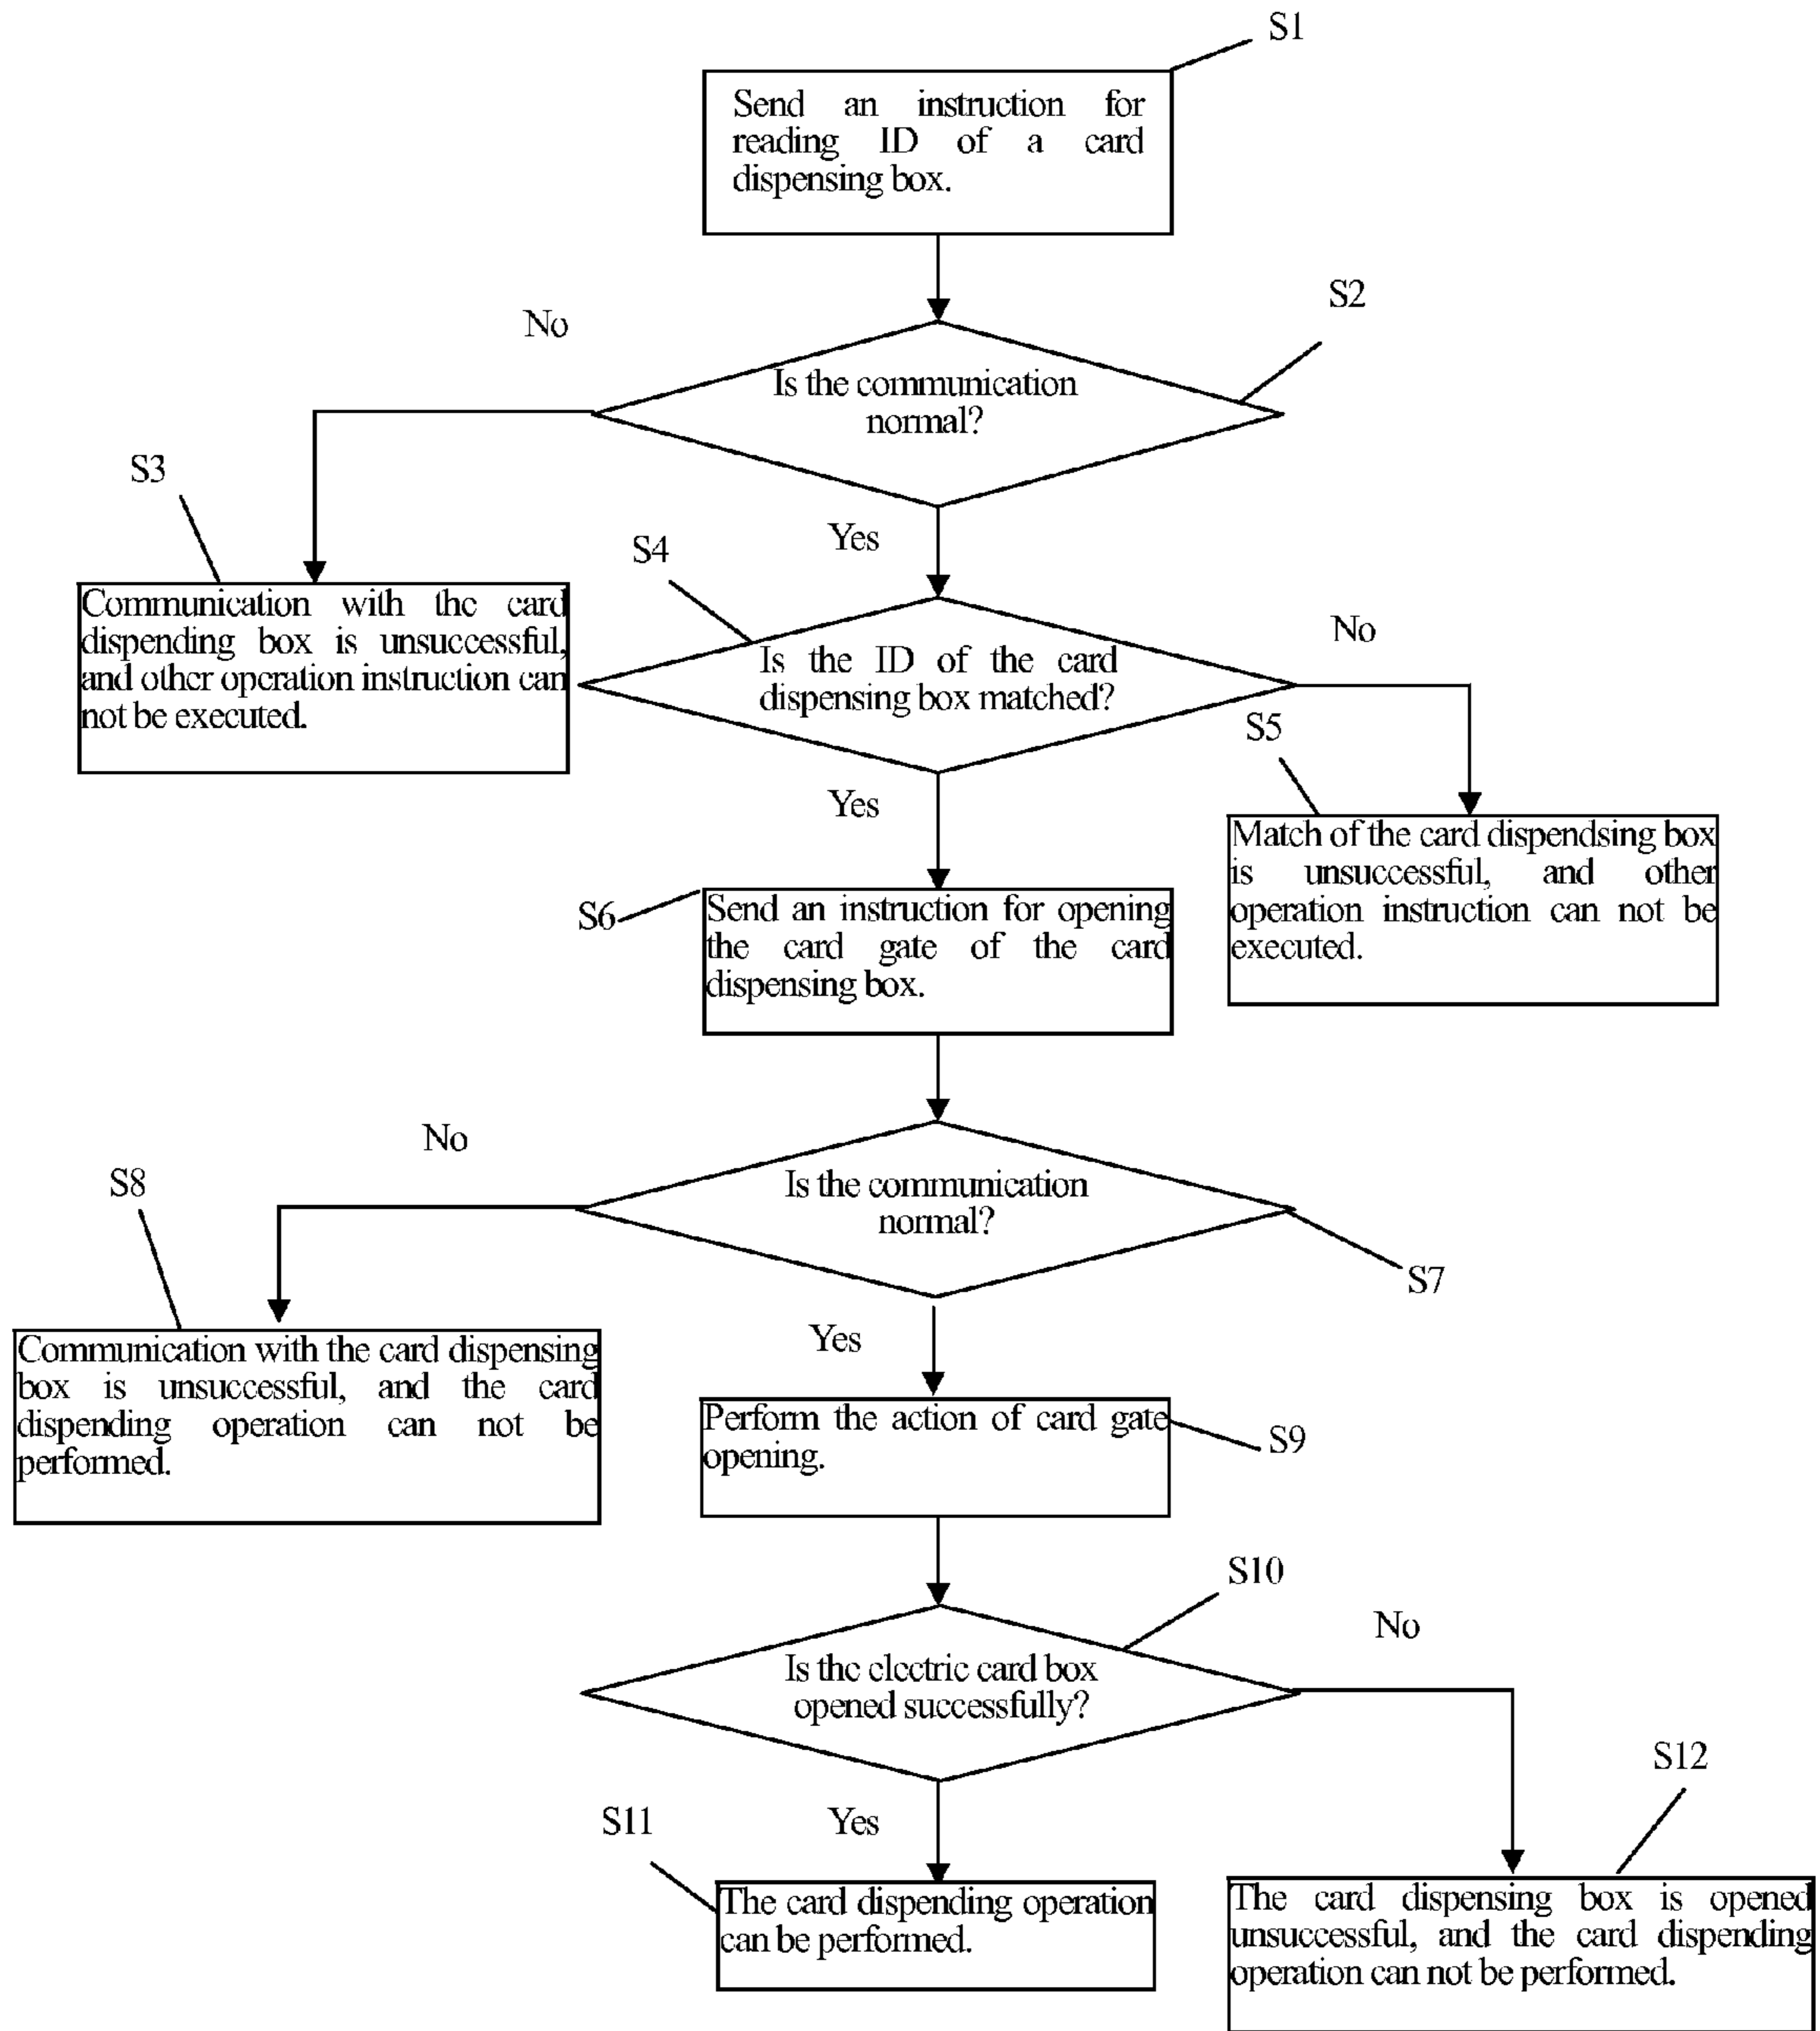 S1
Send an instruction for
reading ID of a card
dispensing box.
S2
No
Is the communication
normal?
S3
Yes
S4
Communication with the card
dispending box is unsuccessful,
and other operation instruction can
not be executed.
No
Is the ID of the card
dispensing box matched?
S5
Yes
Match of the card dispendsing box
is unsuccessful, and other
operation instruction can not be
executed.
S6
Send an instruction for opening
the card gate of the card
dispensing box.
No
Is the communication
normal?
S8
S7
Yes
Communication with the card dispensing
box is unsuccessful, and the card
dispending operation can not be
performed.
Perform the action of card gate
opening.
S9
S10
No
Is the electric card box
opened successfully?
S12
S11
Yes
The card dispending operation
can be performed.
The card dispensing box is opened
unsuccessful, and the card dispending
operation can not be performed.